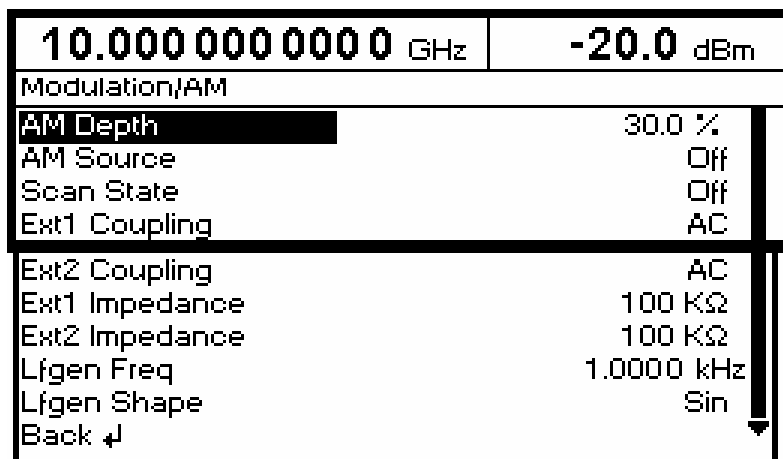 10.000 000 000 0 GHz -20.0 dBm
Modulation/AM
AM Depth 30.0 %
AM Source Off
Scan State Off
Ext1 Coupling AC
Ext2 Coupling AC
Ext1 Impedance 100 KΩ
Ext2 Impedance 100 KΩ
Lfgen Freq 1.0000 kHz
Lfgen Shape Sin
Back ↲